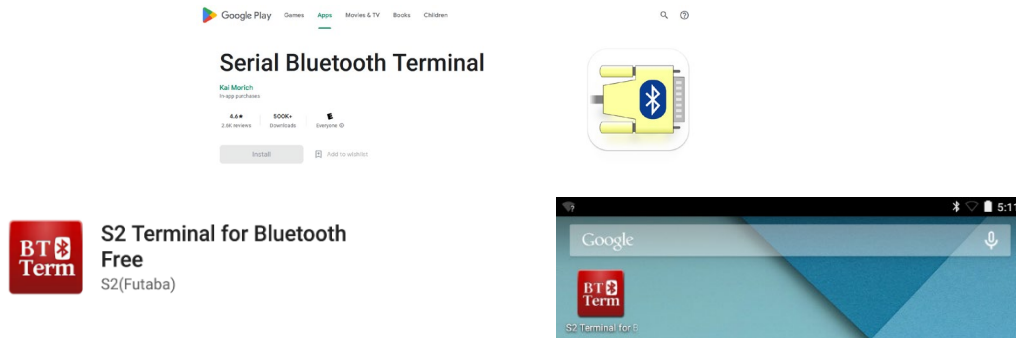 Google Play Games Apps Movies & TV Books Children
Serial Bluetooth Terminal
Kai Morich
In-app purchases
4.6★ 500K+ E
2.6K reviews Downloads Everyone
Install Add to wishlist
BT
Term
S2 Terminal for Bluetooth
Free
S2(Futaba)
5:11
Google
BT
Term
S2 Terminal for B